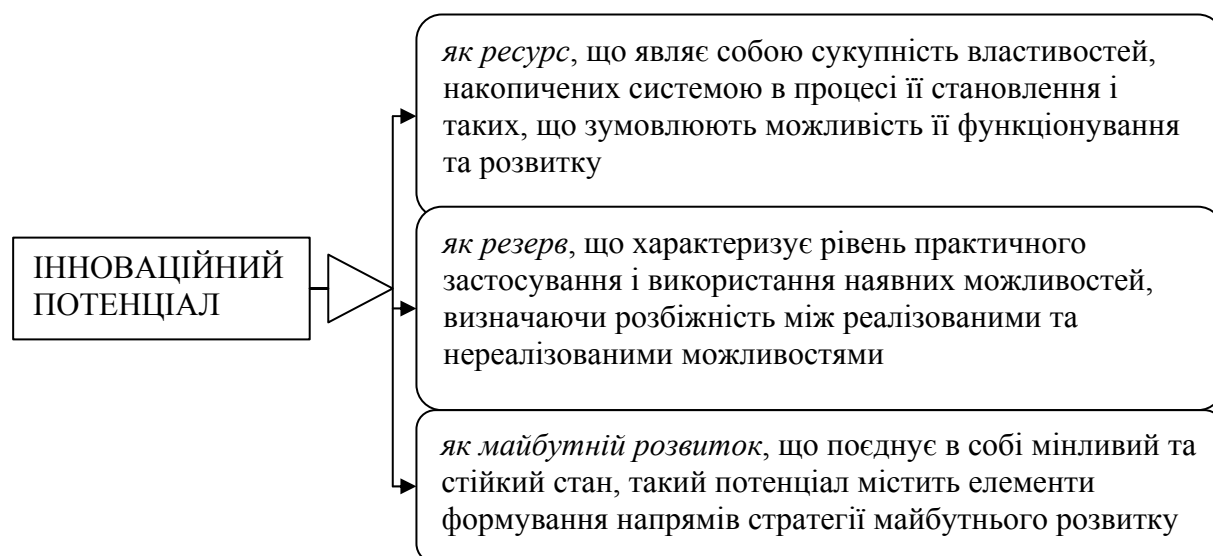 як ресурс, що являє собою сукупність властивостей,
накопичених системою в процесі її становлення і
таких, що зумовлюють можливість її функціонування
та розвитку
ІННОВАЦІЙНИЙ
ПОТЕНЦІАЛ
як резерв, що характеризує рівень практичного
застосування і використання наявних можливостей,
визначаючи розбіжність між реалізованими та
нереалізованими можливостями
як майбутній розвиток, що поєднує в собі мінливий та
стійкий стан, такий потенціал містить елементи
формування напрямів стратегії майбутнього розвитку